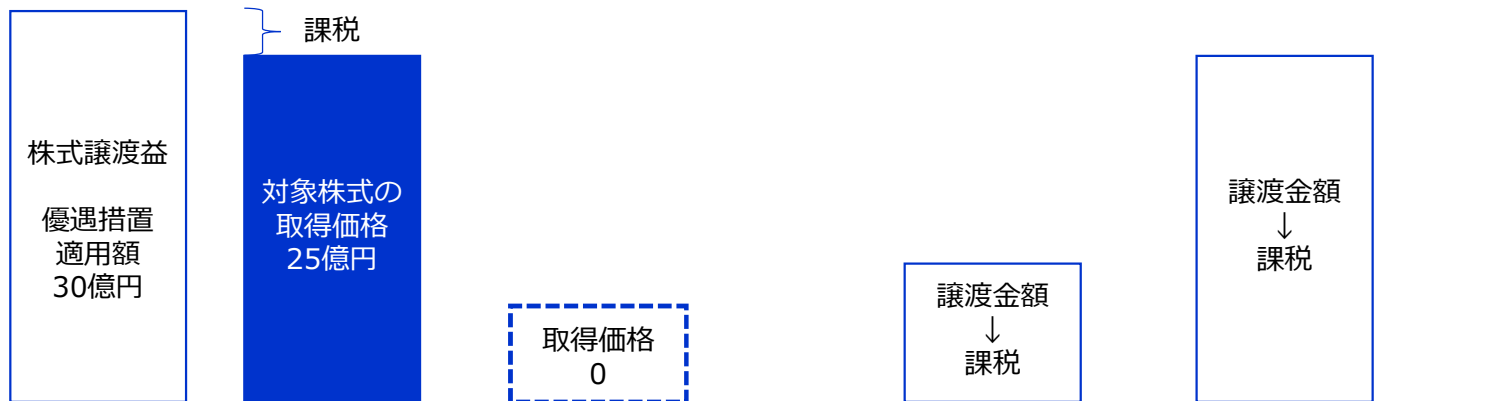 課税
株式譲渡益
優遇措置
適用額
30億円
対象株式の
取得価格
25億円
取得価格
0
譲渡金額
↓
課税
譲渡金額
↓
課税